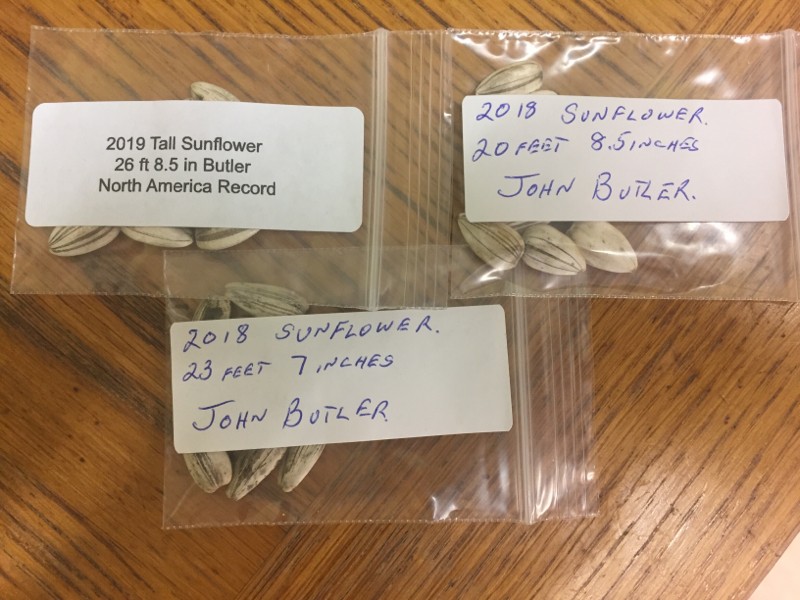 2019 Tall Sunflower
26 ft 8.5 in Butler
North America Record
2018 SUNFLOWER.
20 FEET 8.5 INCHES
JOHN BUTLER.
2018 SUNFLOWER.
23 FEET 7 INCHES
JOHN BUTLER.